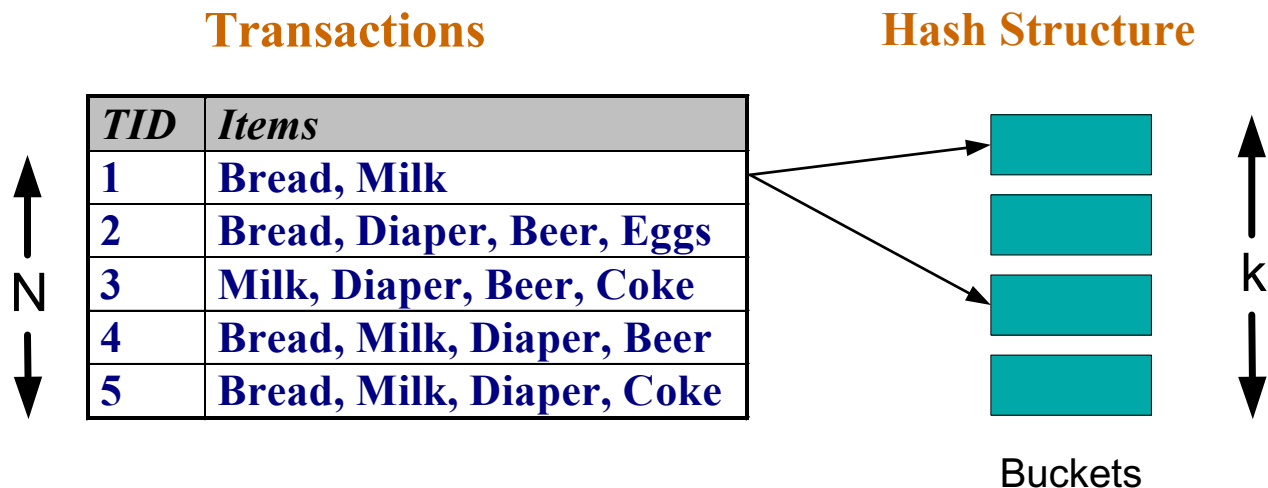 Transactions
Hash Structure
TID Items
1 Bread, Milk
2 Bread, Diaper, Beer, Eggs
3 Milk, Diaper, Beer, Coke
4 Bread, Milk, Diaper, Beer
5 Bread, Milk, Diaper, Coke
N
k
Buckets